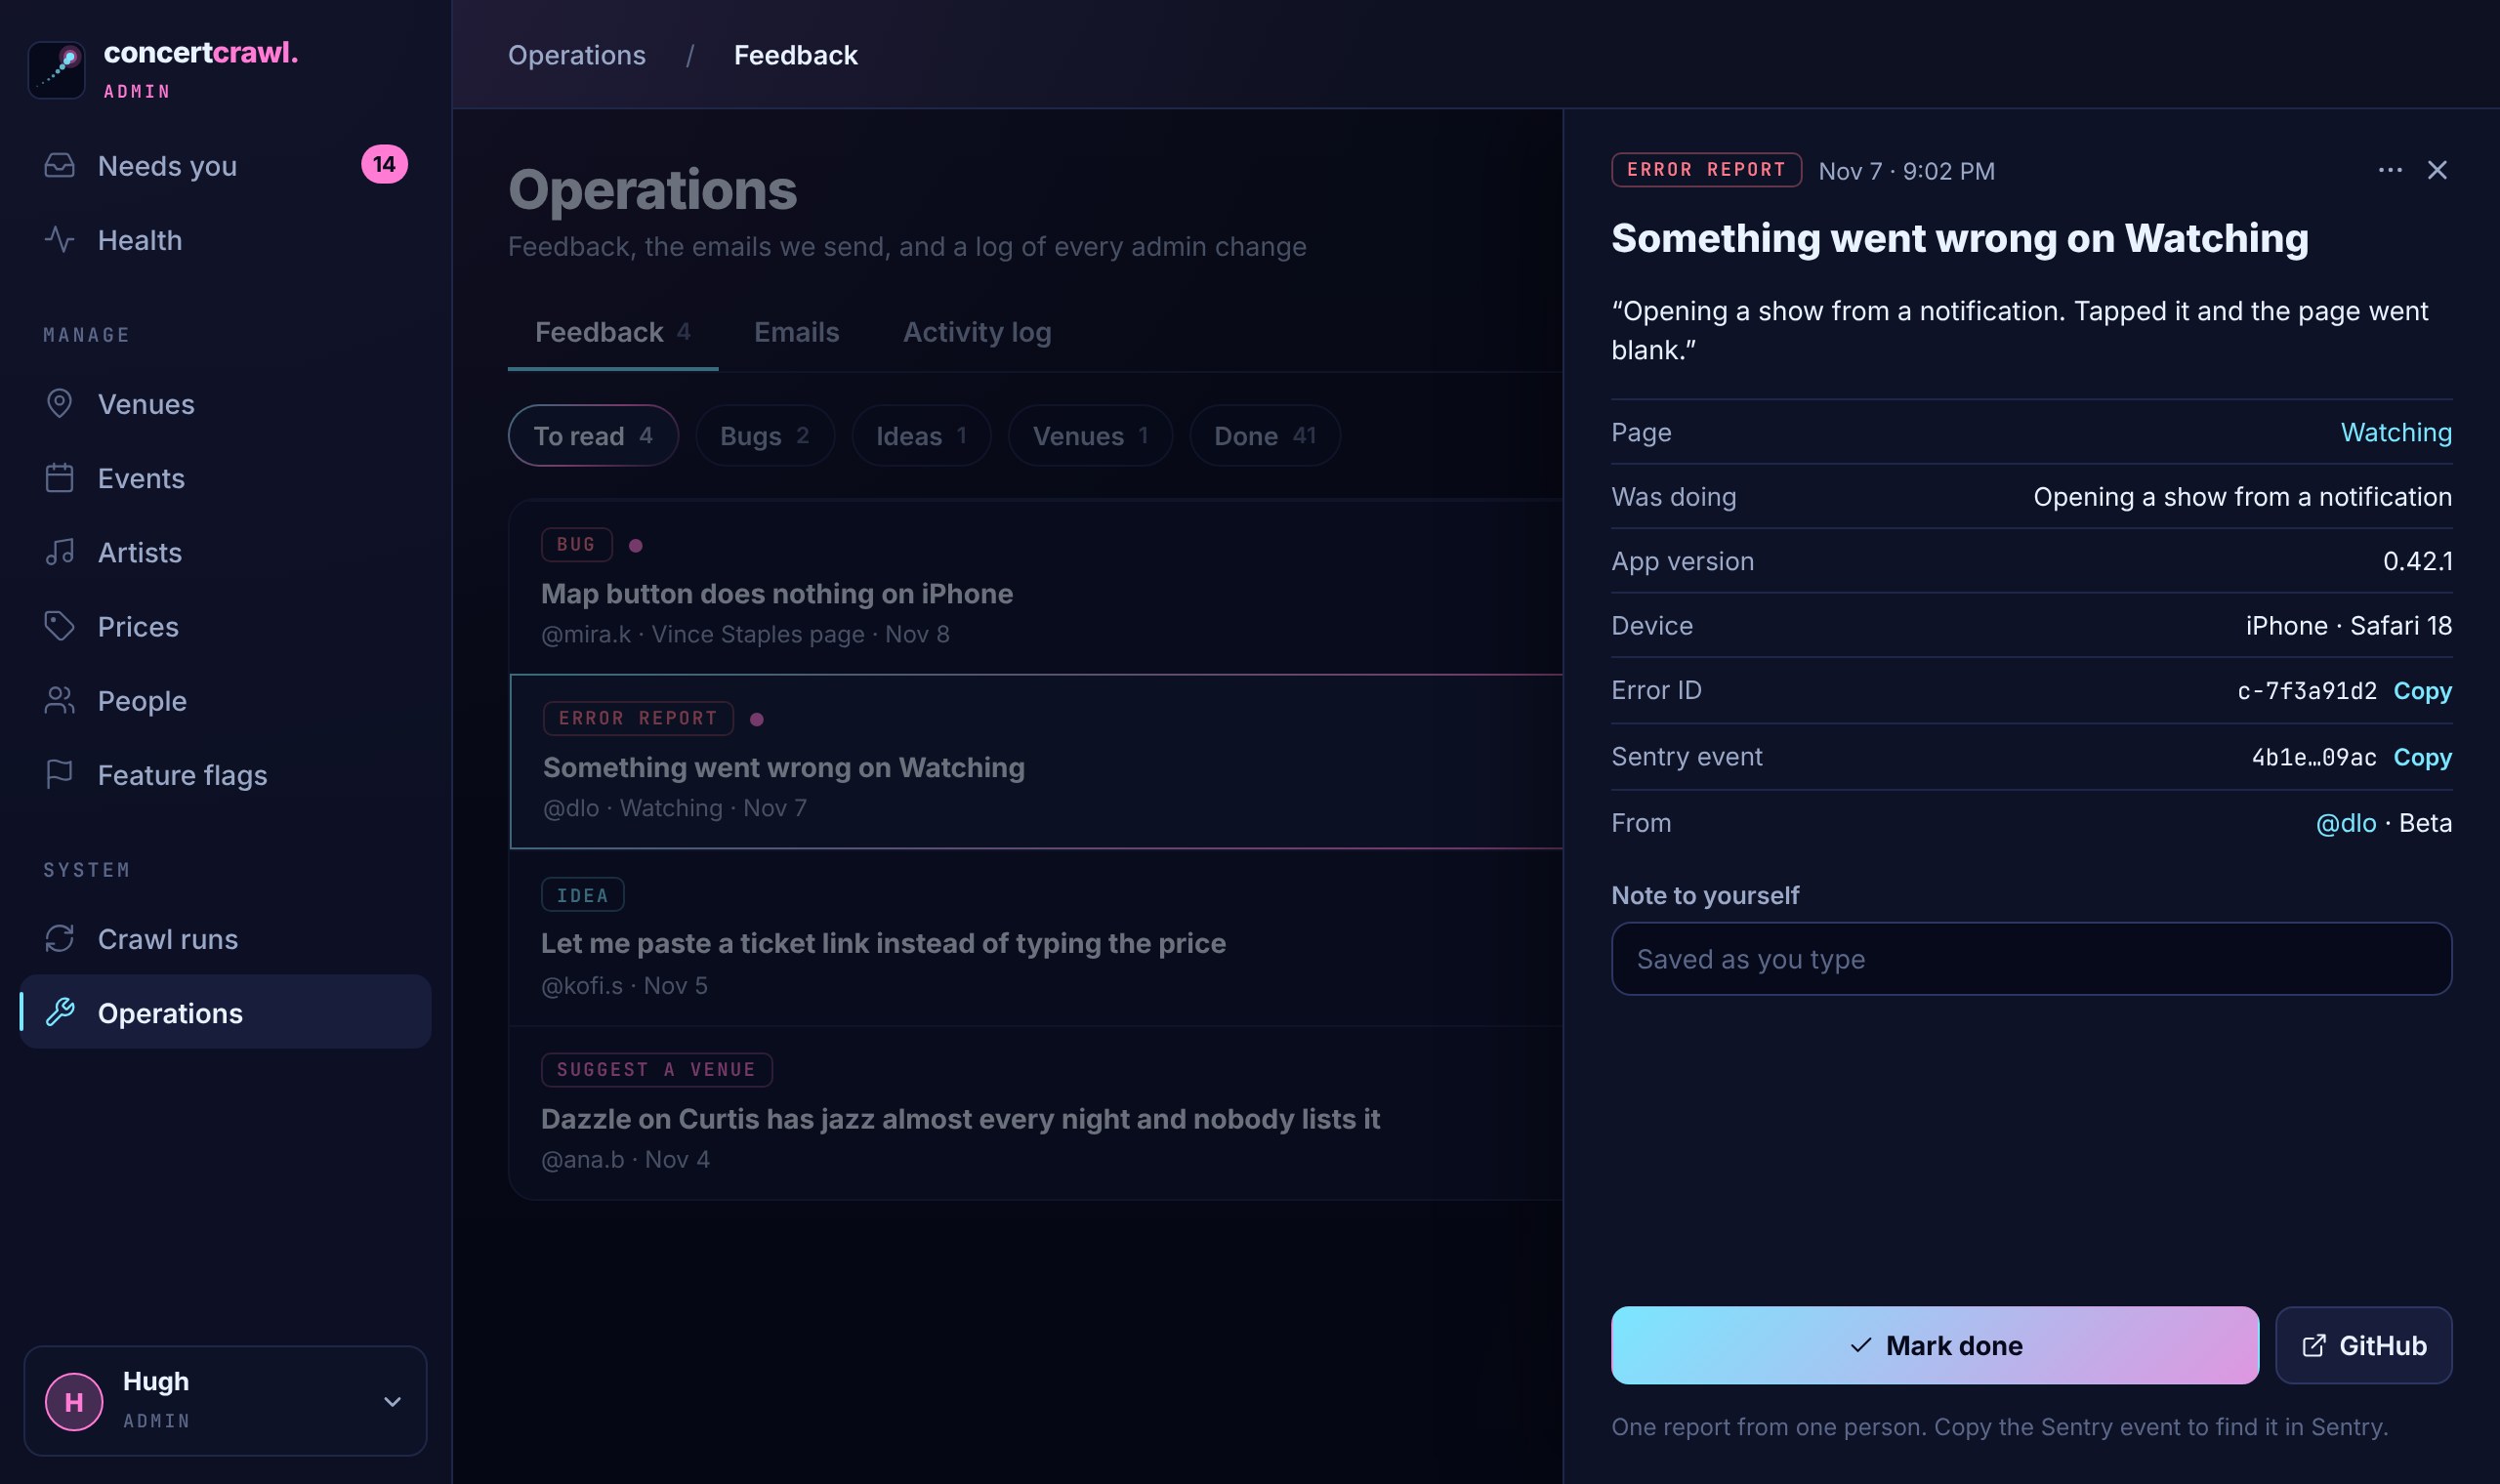 concertcrawl.
ADMIN
Needs you 14
Health
MANAGE
Venues
Events
Artists
Prices
People
Feature flags
SYSTEM
Crawl runs
Operations
H Hugh
ADMIN
Operations / Feedback
Operations
Feedback, the emails we send, and a log of every admin change
Feedback 4 Emails Activity log
To read 4 Bugs 2 Ideas 1 Venues 1 Done 41
BUG
Map button does nothing on iPhone
@mira.k · Vince Staples page · Nov 8
ERROR REPORT
Something went wrong on Watching
@dlo · Watching · Nov 7
IDEA
Let me paste a ticket link instead of typing the price
@kofi.s · Nov 5
SUGGEST A VENUE
Dazzle on Curtis has jazz almost every night and nobody lists it
@ana.b · Nov 4
ERROR REPORT Nov 7 · 9:02 PM
Something went wrong on Watching
“Opening a show from a notification. Tapped it and the page went
blank.”
Page Watching
Was doing Opening a show from a notification
App version 0.42.1
Device iPhone · Safari 18
Error ID c-7f3a91d2 Copy
Sentry event 4b1e…09ac Copy
From @dlo · Beta
Note to yourself
Saved as you type
Mark done GitHub
One report from one person. Copy the Sentry event to find it in Sentry.